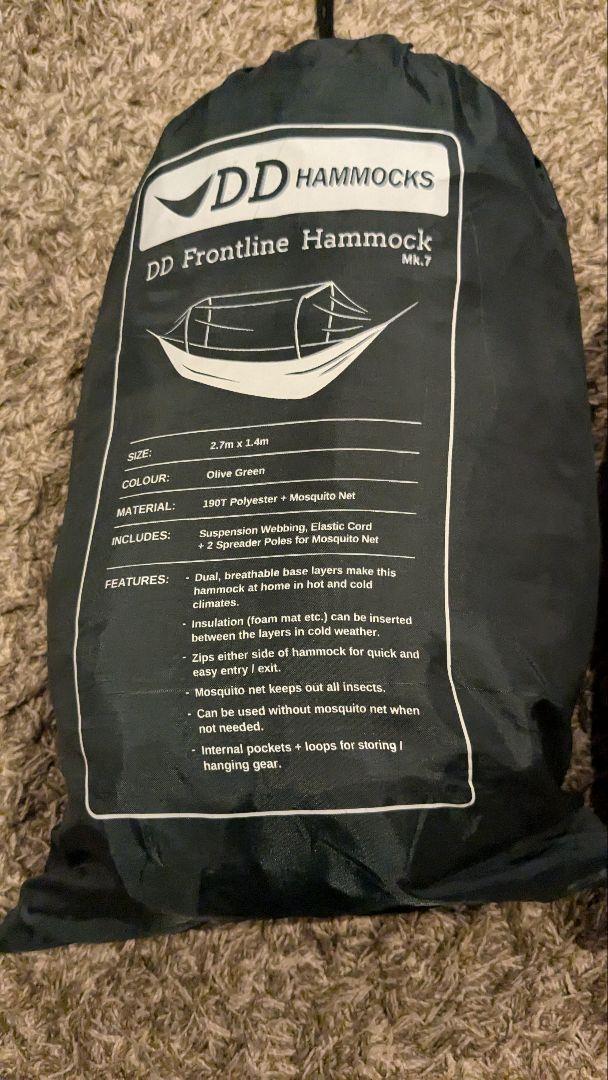 DD HAMMOCKS
DD Frontline Hammock
Mk.7
SIZE: 2.7m x 1.4m
COLOUR: Olive Green
MATERIAL: 190T Polyester + Mosquito Net
INCLUDES: Suspension Webbing, Elastic Cord
+ 2 Spreader Poles for Mosquito Net
FEATURES: - Dual, breathable base layers make this
hammock at home in hot and cold
climates.
- Insulation (foam mat etc.) can be inserted
between the layers in cold weather.
- Zips either side of hammock for quick and
easy entry / exit.
- Mosquito net keeps out all insects.
- Can be used without mosquito net when
not needed.
- Internal pockets + loops for storing /
hanging gear.